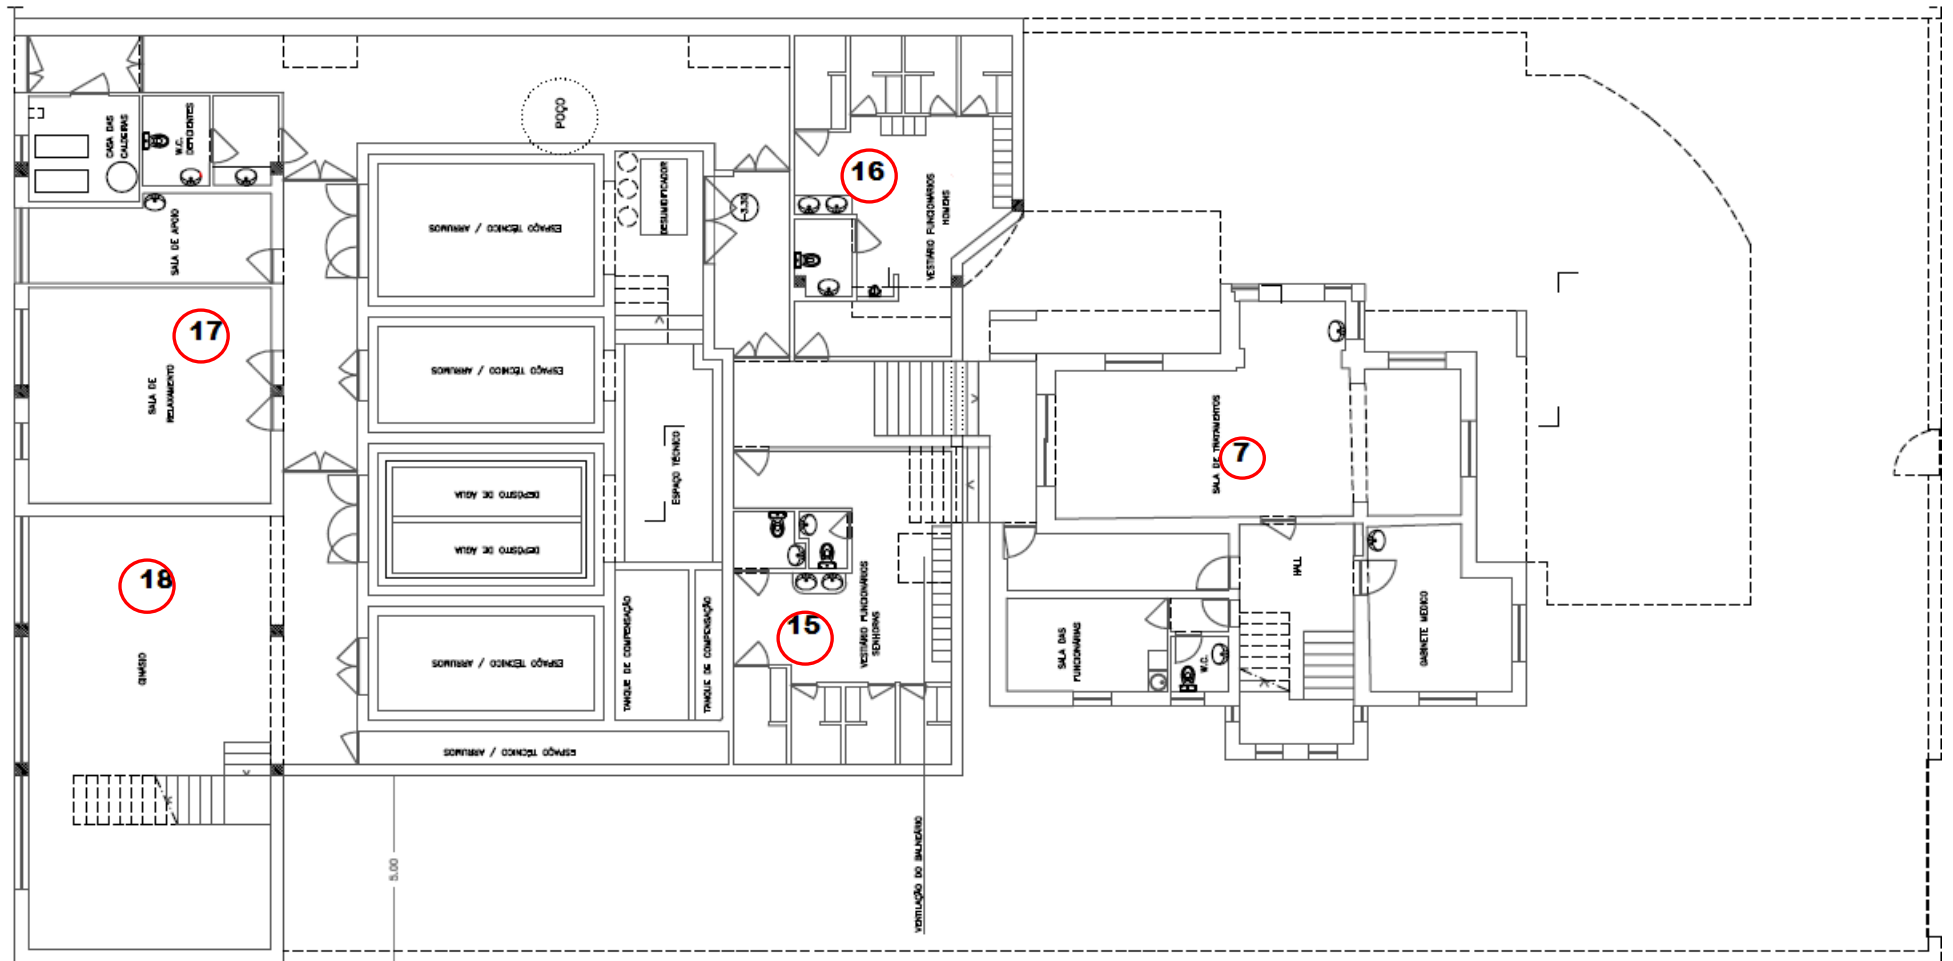 POÇO
CASA DAS
CALDEIRAS
W.C.
DEFICIENTES
DESUMIDIFICADOR
-3.30
16
VESTIÁRIO FUNCIONÁRIOS
HOMENS
SALA DE APOIO
ESPAÇO TÉCNICO / ARRUMOS
17
SALA DE
RELAXAMENTO
ESPAÇO TÉCNICO / ARRUMOS
ESPAÇO TÉCNICO
SALA DE TRATAMENTOS
7
DEPÓSITO DE ÁGUA
DEPÓSITO DE ÁGUA
18
GINÁSIO
HALL
15
VESTIÁRIO FUNCIONÁRIOS
SENHORAS
TANQUE DE COMPENSAÇÃO
TANQUE DE COMPENSAÇÃO
ESPAÇO TÉCNICO / ARRUMOS
SALA DAS
FUNCIONÁRIAS
W.C.
GABINETE MÉDICO
ESPAÇO TÉCNICO / ARRUMOS
5.00
VENTILAÇÃO DO BALNEÁRIO